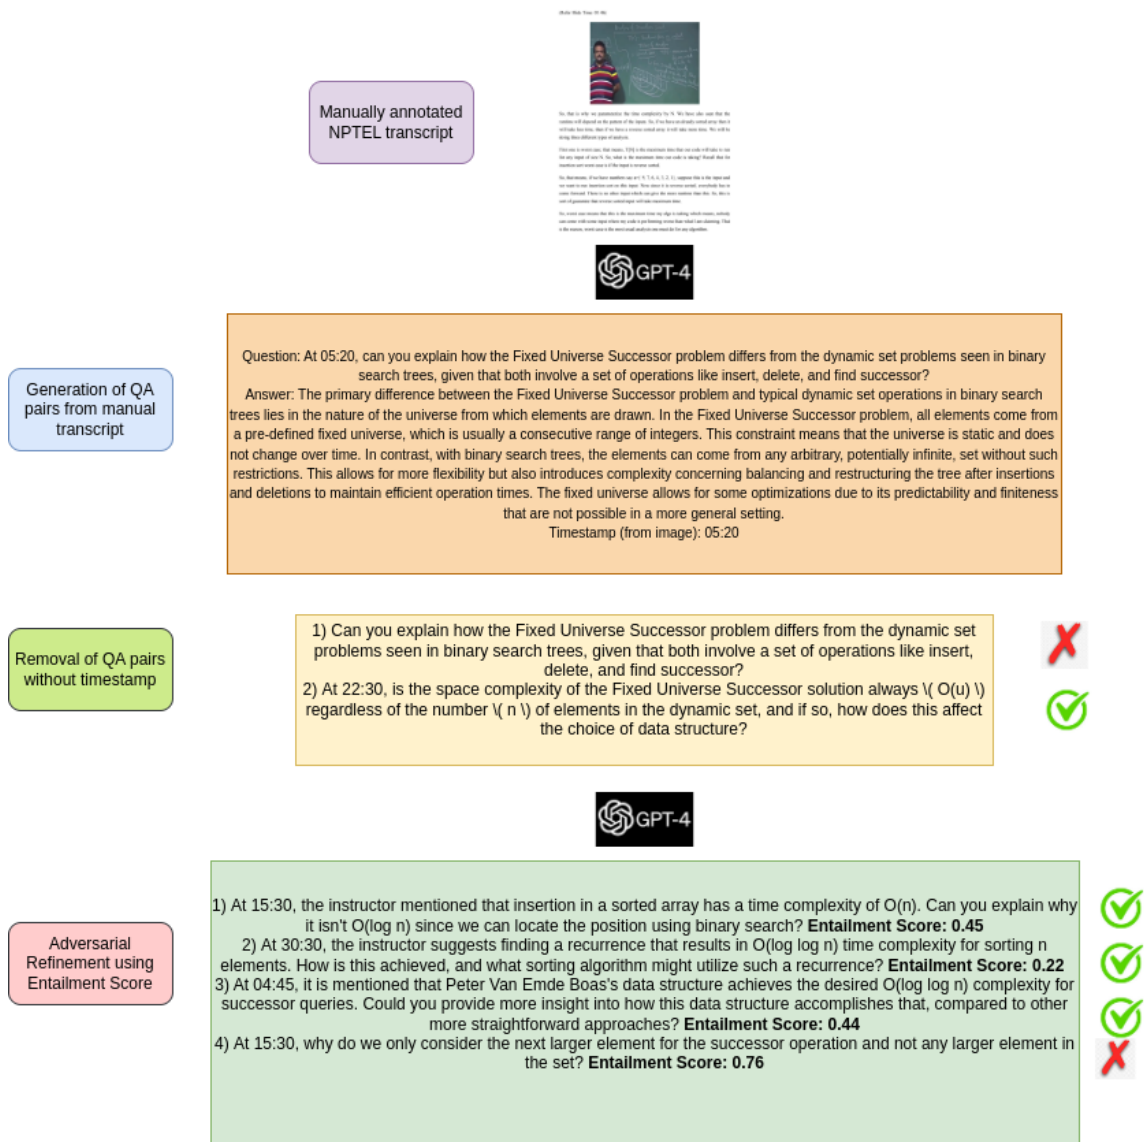 Manually annotated
NPTEL transcript
GPT-4
Generation of QA
pairs from manual
transcript
Question: At 05:20, can you explain how the Fixed Universe Successor problem differs from the dynamic set problems seen in binary
search trees, given that both involve a set of operations like insert, delete, and find successor?
Answer: The primary difference between the Fixed Universe Successor problem and typical dynamic set operations in binary search
trees lies in the nature of the universe from which elements are drawn. In the Fixed Universe Successor problem, all elements come from
a pre-defined fixed universe, which is usually a consecutive range of integers. This constraint means that the universe is static and does
not change over time. In contrast, with binary search trees, the elements can come from any arbitrary, potentially infinite, set without such
restrictions. This allows for more flexibility but also introduces complexity concerning balancing and restructuring the tree after insertions
and deletions to maintain efficient operation times. The fixed universe allows for some optimizations due to its predictability and finiteness
that are not possible in a more general setting.
Timestamp (from image): 05:20
Removal of QA pairs
without timestamp
1) Can you explain how the Fixed Universe Successor problem differs from the dynamic set
problems seen in binary search trees, given that both involve a set of operations like insert,
delete, and find successor?
2) At 22:30, is the space complexity of the Fixed Universe Successor solution always \( O(u) \)
regardless of the number \( n \) of elements in the dynamic set, and if so, how does this affect
the choice of data structure?
GPT-4
Adversarial
Refinement using
Entailment Score
1) At 15:30, the instructor mentioned that insertion in a sorted array has a time complexity of O(n). Can you explain why
it isn't O(log n) since we can locate the position using binary search? Entailment Score: 0.45
2) At 30:30, the instructor suggests finding a recurrence that results in O(log log n) time complexity for sorting n
elements. How is this achieved, and what sorting algorithm might utilize such a recurrence? Entailment Score: 0.22
3) At 04:45, it is mentioned that Peter Van Emde Boas's data structure achieves the desired O(log log n) complexity for
successor queries. Could you provide more insight into how this data structure accomplishes that, compared to other
more straightforward approaches? Entailment Score: 0.44
4) At 15:30, why do we only consider the next larger element for the successor operation and not any larger element in
the set? Entailment Score: 0.76